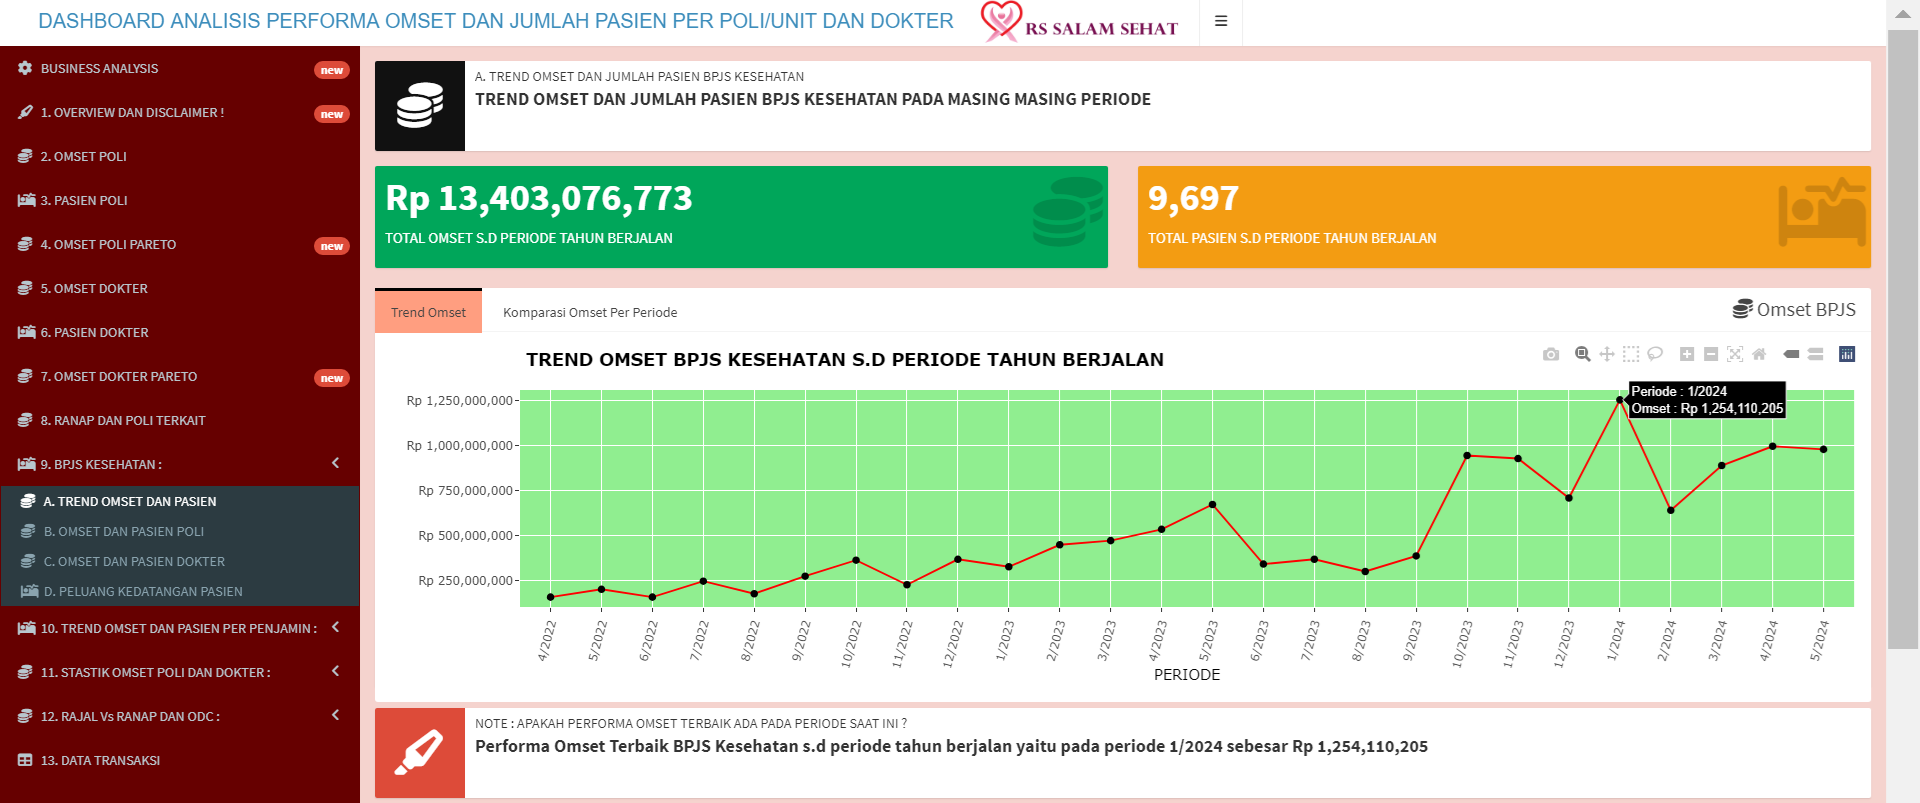 DASHBOARD ANALISIS PERFORMA OMSET DAN JUMLAH PASIEN PER POLI/UNIT DAN DOKTER
RS SALAM SEHAT
BUSINESS ANALYSIS new
1. OVERVIEW DAN DISCLAIMER ! new
2. OMSET POLI
3. PASIEN POLI
4. OMSET POLI PARETO new
5. OMSET DOKTER
6. PASIEN DOKTER
7. OMSET DOKTER PARETO new
8. RANAP DAN POLI TERKAIT
9. BPJS KESEHATAN :
A. TREND OMSET DAN PASIEN
B. OMSET DAN PASIEN POLI
C. OMSET DAN PASIEN DOKTER
D. PELUANG KEDATANGAN PASIEN
10. TREND OMSET DAN PASIEN PER PENJAMIN :
11. STASTIK OMSET POLI DAN DOKTER :
12. RAJAL Vs RANAP DAN ODC :
13. DATA TRANSAKSI
A. TREND OMSET DAN JUMLAH PASIEN BPJS KESEHATAN
TREND OMSET DAN JUMLAH PASIEN BPJS KESEHATAN PADA MASING MASING PERIODE
Rp 13,403,076,773
TOTAL OMSET S.D PERIODE TAHUN BERJALAN
9,697
TOTAL PASIEN S.D PERIODE TAHUN BERJALAN
Trend Omset
Komparasi Omset Per Periode
Omset BPJS
TREND OMSET BPJS KESEHATAN S.D PERIODE TAHUN BERJALAN
Periode : 1/2024
Omset : Rp 1,254,110,205
Rp 1,250,000,000
Rp 1,000,000,000
Rp 750,000,000
Rp 500,000,000
Rp 250,000,000
4/2022
5/2022
6/2022
7/2022
8/2022
9/2022
10/2022
11/2022
12/2022
1/2023
2/2023
3/2023
4/2023
5/2023
6/2023
7/2023
8/2023
9/2023
10/2023
11/2023
12/2023
1/2024
2/2024
3/2024
4/2024
5/2024
PERIODE
NOTE : APAKAH PERFORMA OMSET TERBAIK ADA PADA PERIODE SAAT INI ?
Performa Omset Terbaik BPJS Kesehatan s.d periode tahun berjalan yaitu pada periode 1/2024 sebesar Rp 1,254,110,205